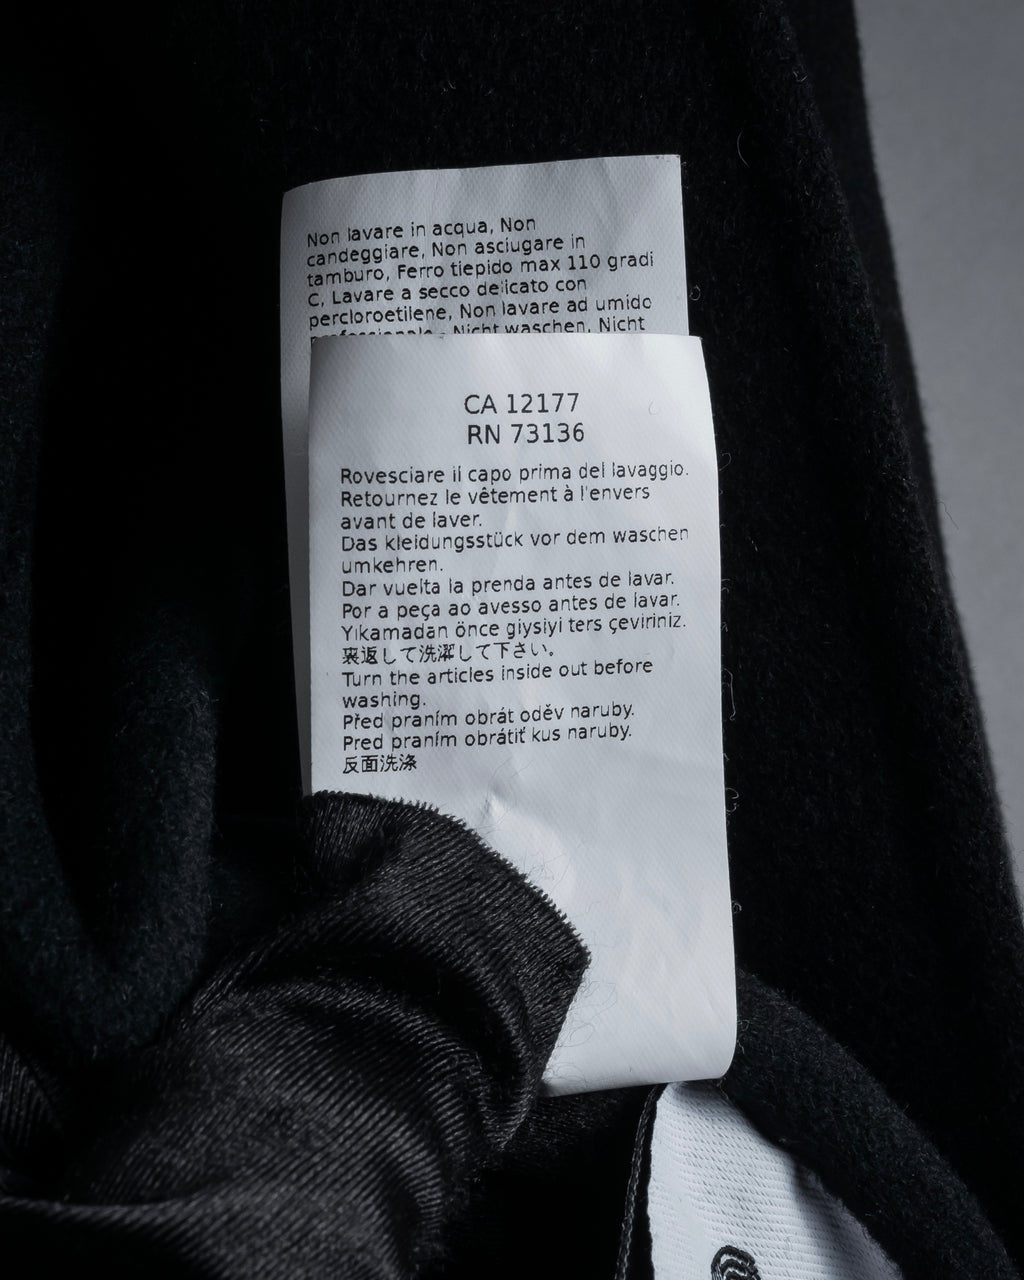 Non lavare in acqua, Non
candeggiare, Non asciugare in
tamburo, Ferro tiepido max 110 gradi
C, Lavare a secco delicato con
percloroetilene, Non lavare ad umido
professionale - Nicht waschen, Nicht
CA 12177
RN 73136
Rovesciare il capo prima del lavaggio.
Retournez le vêtement à l'envers
avant de laver.
Das kleidungsstück vor dem waschen
umkehren.
Dar vuelta la prenda antes de lavar.
Por a peça ao avesso antes de lavar.
Yıkamadan önce giysiyi ters çeviriniz.
裏返して洗濯して下さい。
Turn the articles inside out before
washing.
Před praním obrát oděv naruby.
Pred praním obrátiť kus naruby.
反面洗涤